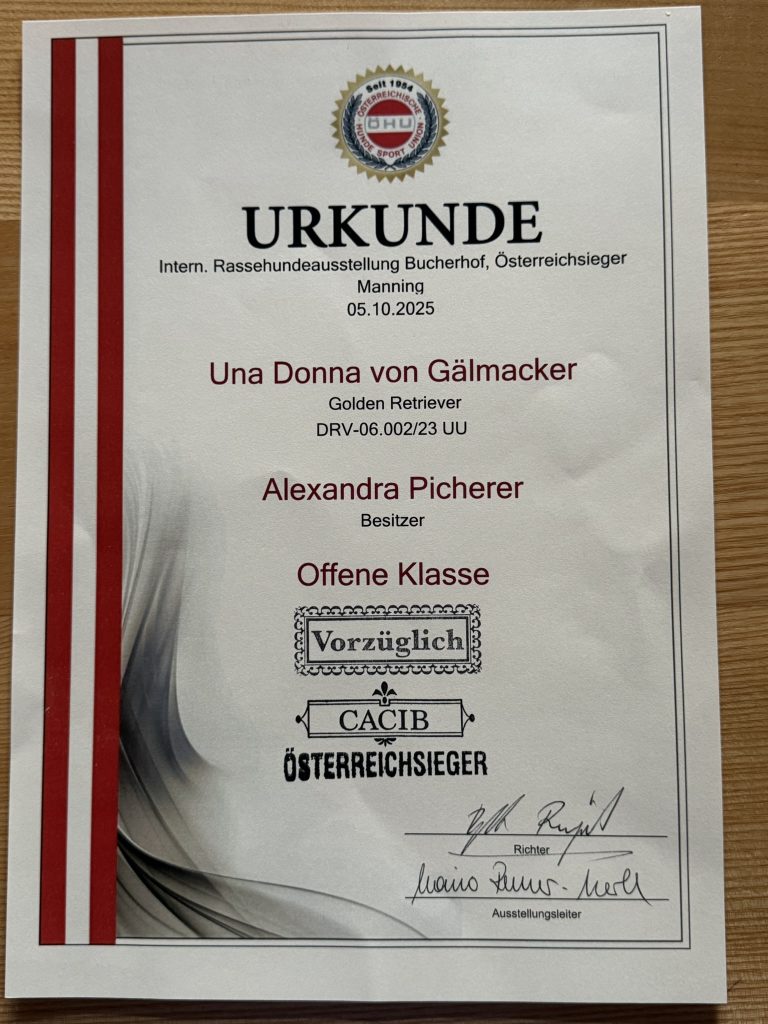 Seit 1984
ÖSTERREICHISCHE
ÖHU
HUNDE SPORT UNION
URKUNDE
Intern. Rassehundeausstellung Bucherhof, Österreichsieger
Manning
05.10.2025
Una Donna von Gälmacker
Golden Retriever
DRV-06.002/23 UU
Alexandra Picherer
Besitzer
Offene Klasse
Vorzüglich
CACIB
ÖSTERREICHSIEGER
Richter
Ausstellungsleiter